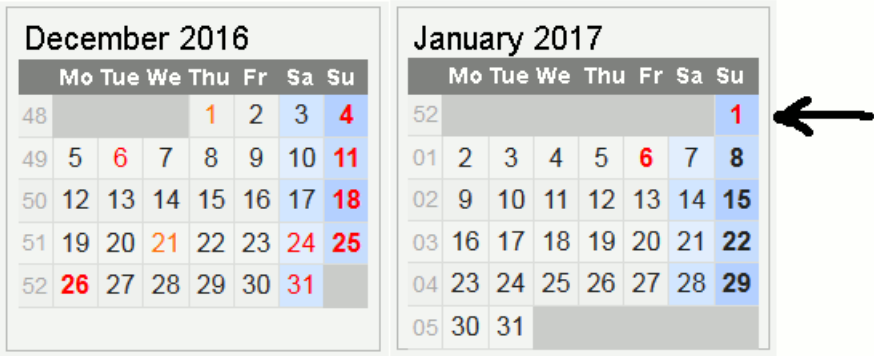 December 2016
Mo Tue We Thu Fr Sa Su
48 1 2 3 4
49 5 6 7 8 9 10 11
50 12 13 14 15 16 17 18
51 19 20 21 22 23 24 25
52 26 27 28 29 30 31
January 2017
Mo Tue We Thu Fr Sa Su
52 1
01 2 3 4 5 6 7 8
02 9 10 11 12 13 14 15
03 16 17 18 19 20 21 22
04 23 24 25 26 27 28 29
05 30 31